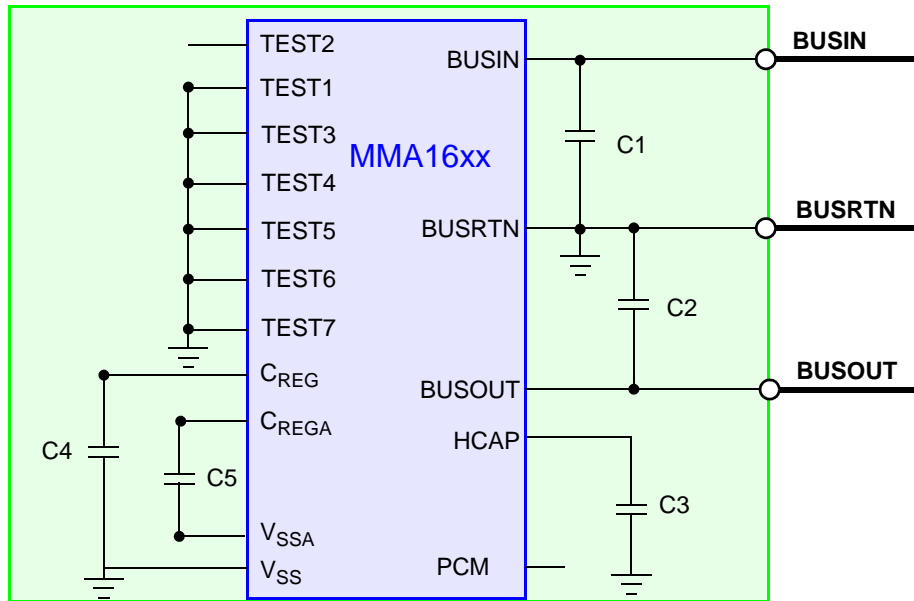 TEST2
TEST1
TEST3
TEST4
TEST5
TEST6
TEST7
CREG
CREGA
VSSA
VSS
C4
C5
MMA16xx
BUSIN
BUSRTN
BUSOUT
HCAP
PCM
C1
C2
C3
BUSIN
BUSRTN
BUSOUT